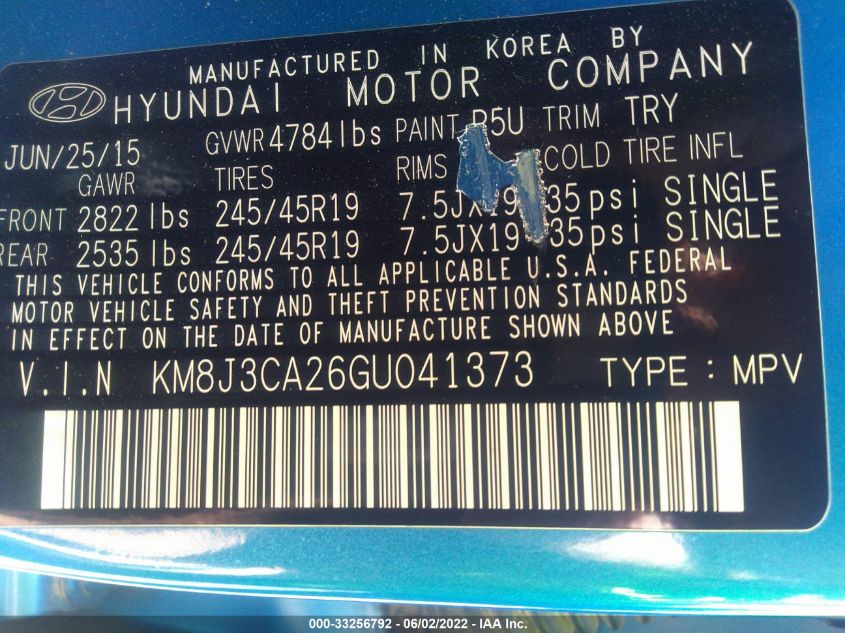 MANUFACTURED IN KOREA BY
HYUNDAI MOTOR COMPANY
JUN/25/15 GVWR 4784 lbs PAINT R5U TRIM TRY
GAWR TIRES RIMS COLD TIRE INFL
FRONT 2822 lbs 245/45R19 7.5JX19 35psi SINGLE
REAR 2535 lbs 245/45R19 7.5JX19 35psi SINGLE
THIS VEHICLE CONFORMS TO ALL APPLICABLE U.S.A. FEDERAL
MOTOR VEHICLE SAFETY AND THEFT PREVENTION STANDARDS
IN EFFECT ON THE DATE OF MANUFACTURE SHOWN ABOVE
V.I.N KM8J3CA26GU041373 TYPE : MPV
000-33256792 - 06/02/2022 - IAA Inc.